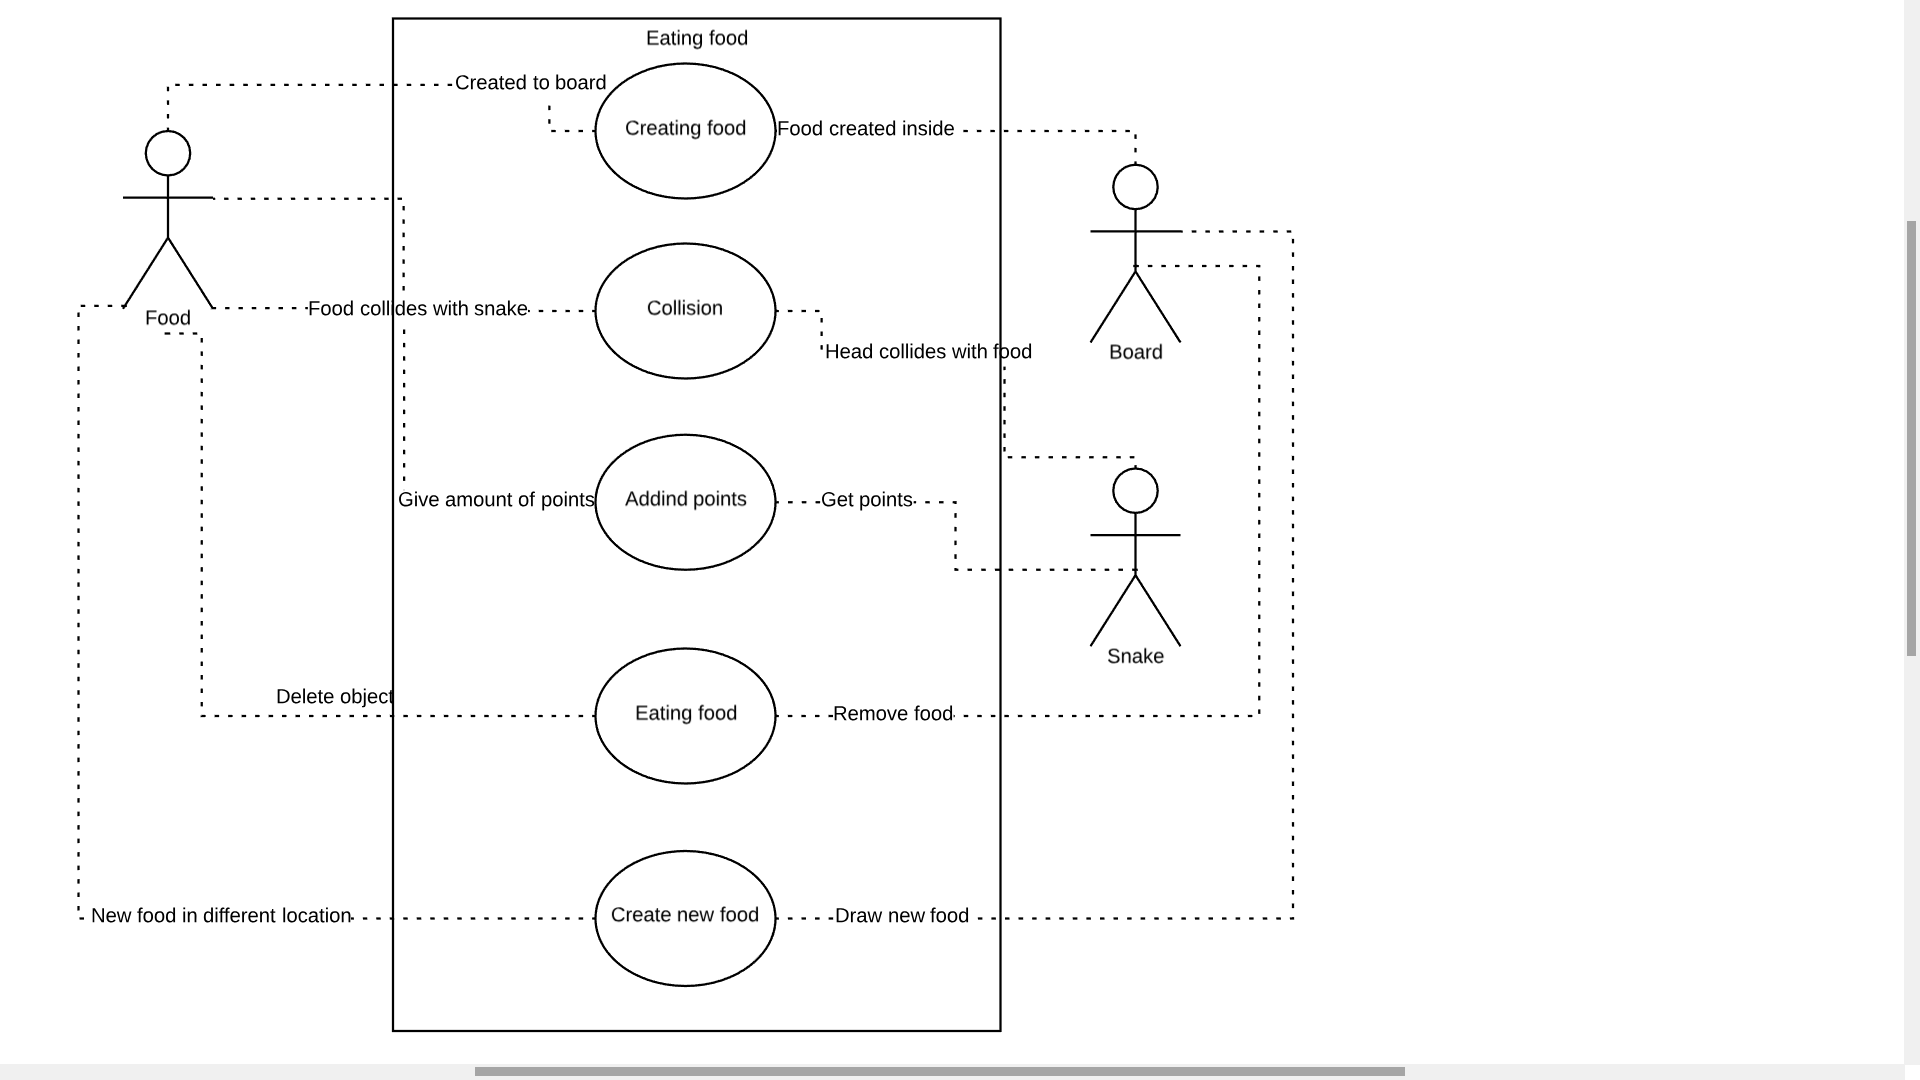 Eating food
Created to board
Creating food
Food created inside
Food
Food collides with snake
Collision
Head collides with food
Board
Give amount of points
Addind points
Get points
Snake
Delete object
Eating food
Remove food
New food in different location
Create new food
Draw new food